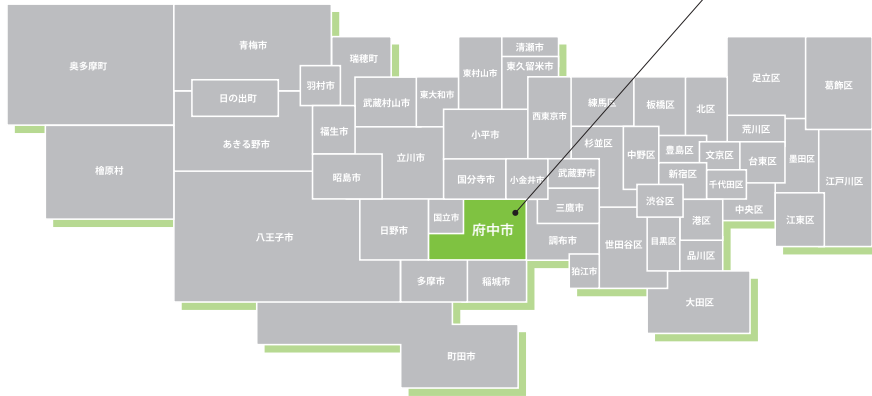 奥多摩町
青梅市
瑞穂町
日の出町
羽村市
武蔵村山市
東大和市
東村山市
清瀬市
東久留米市
西東京市
練馬区
板橋区
北区
足立区
葛飾区
檜原村
あきる野市
福生市
昭島市
立川市
小平市
国分寺市
小金井市
武蔵野市
杉並区
中野区
豊島区
新宿区
文京区
荒川区
台東区
墨田区
千代田区
江戸川区
八王子市
日野市
国立市
府中市
三鷹市
調布市
狛江市
世田谷区
渋谷区
目黒区
港区
品川区
中央区
江東区
大田区
多摩市
稲城市
町田市